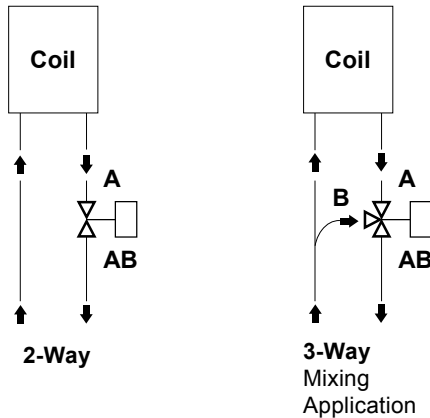 Coil
A
AB
2-Way
Coil
A
B
AB
3-Way
Mixing
Application